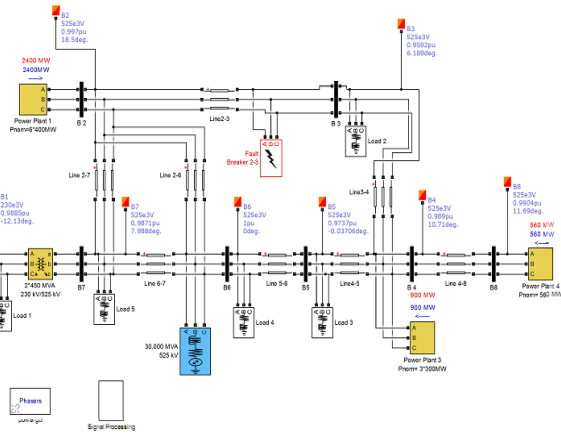 B2
525e3V
0.997pu
18.5deg.
B3
525e3V
0.9592pu
6.189deg.
2400 MW
2400MW
---->
A
B
C
Power Plant 1
Pnom=6*400MW
B 2
Line2-3
B 3
A B C
Load 2
Fault
Breaker 2-3
A B C
Line 2-7
Line 2-6
Line3-4
B1
230e3V
0.9885pu
-12.13deg.
B7
525e3V
0.9871pu
7.988deg.
B6
525e3V
1pu
0deg.
B5
525e3V
0.9737pu
-0.03706deg.
B4
525e3V
0.989pu
10.71deg.
B8
525e3V
0.9904pu
11.69deg.
560 MW
560 MW
<---
A
B
C
Power Plant 4
Pnom= 560 MW
2*450 MVA
230 kV/525 kV
B7
Line 6-7
B6
Line 5-6
B5
Line4-5
B 4
Line 4-8
B8
Load 1
A B C
Load 5
A B C
Load 4
A B C
Load 3
900 MW
900 MW
<-----
A
B
C
Power Plant 3
Pnom= 3*300MW
A B C
30,000 MVA
525 kV
Phasors
powergui
Signal Processing